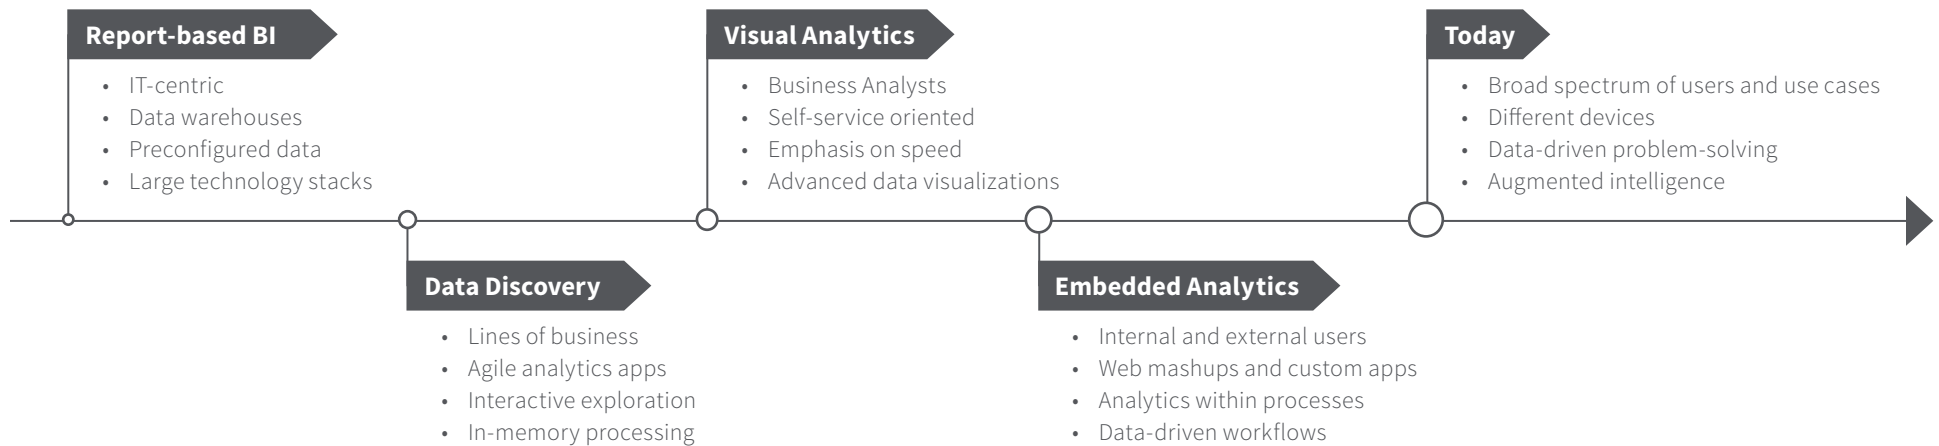 Report-based BI
• IT-centric
• Data warehouses
• Preconfigured data
• Large technology stacks
Data Discovery
• Lines of business
• Agile analytics apps
• Interactive exploration
• In-memory processing
Visual Analytics
• Business Analysts
• Self-service oriented
• Emphasis on speed
• Advanced data visualizations
Embedded Analytics
• Internal and external users
• Web mashups and custom apps
• Analytics within processes
• Data-driven workflows
Today
• Broad spectrum of users and use cases
• Different devices
• Data-driven problem-solving
• Augmented intelligence